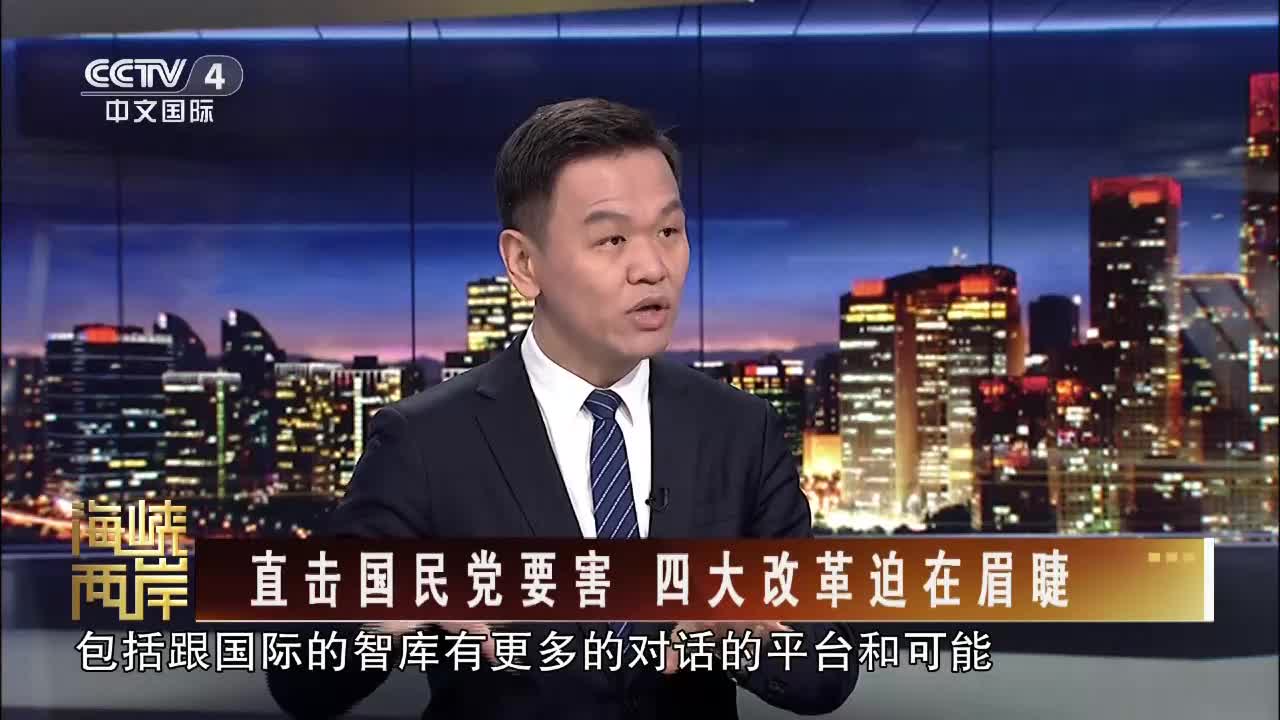 CCTV 4
中文国际
海峡
两岸
直击国民党要害 四大改革迫在眉睫
包括跟国际的智库有更多的对话的平台和可能